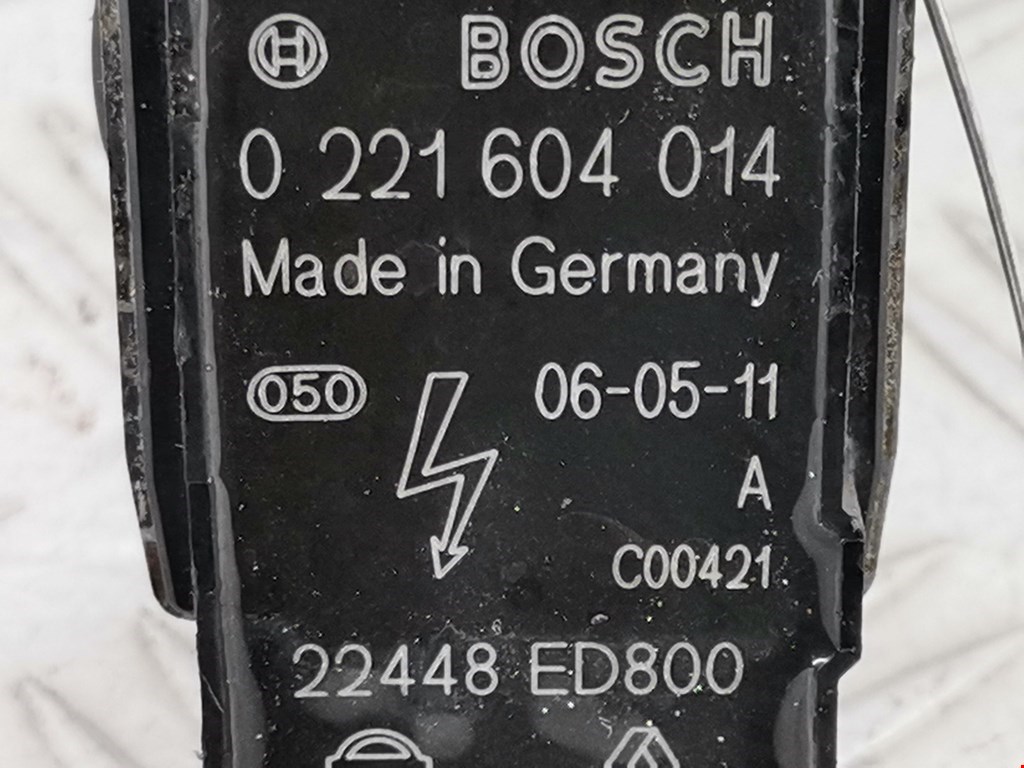 BOSCH
0 221 604 014
Made in Germany
050 06-05-11
A
C00421
22448 ED800